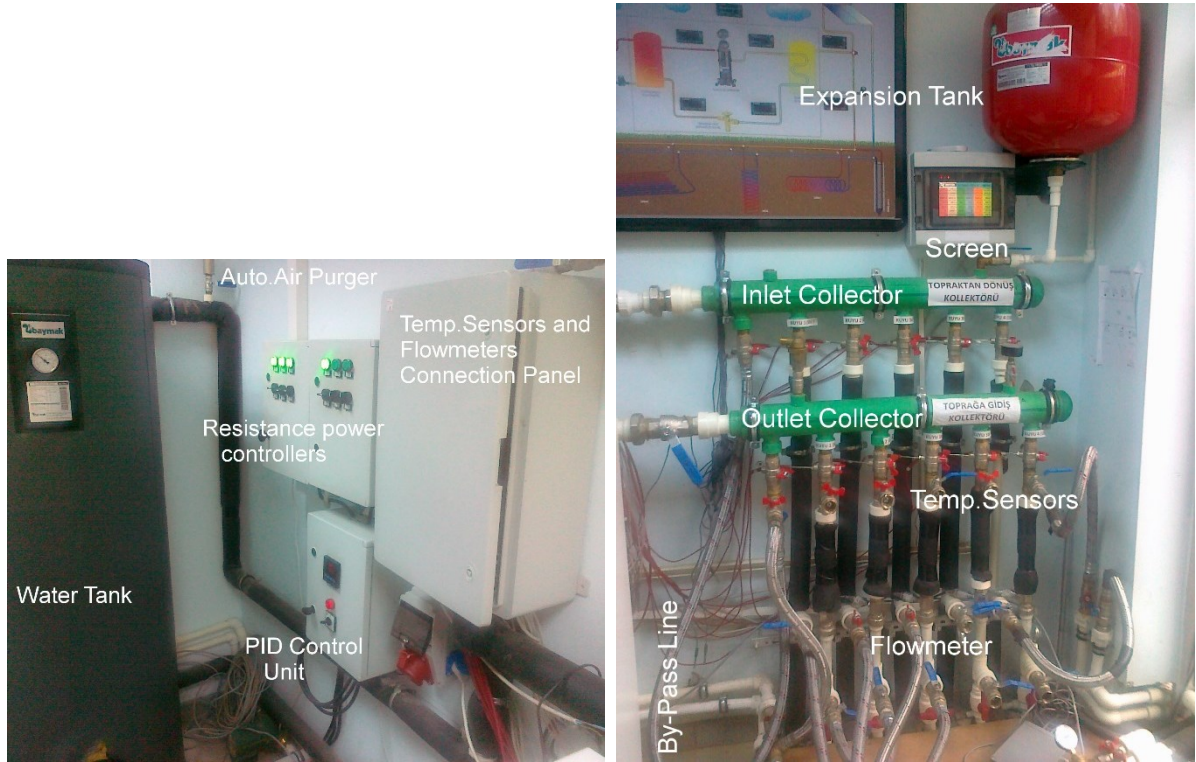 Auto.Air Purger
baymak
Temp.Sensors and
Flowmeters
Connection Panel
Resistance power
controllers
Water Tank
PID Control
Unit
Expansion Tank
Screen
Inlet Collector
TOPRAKTAN DÖNÜŞ
KOLLEKTÖRÜ
Outlet Collector
TOPRAĞA GİDİŞ
KOLLEKTÖRÜ
Temp.Sensors
Flowmeter
By-Pass Line